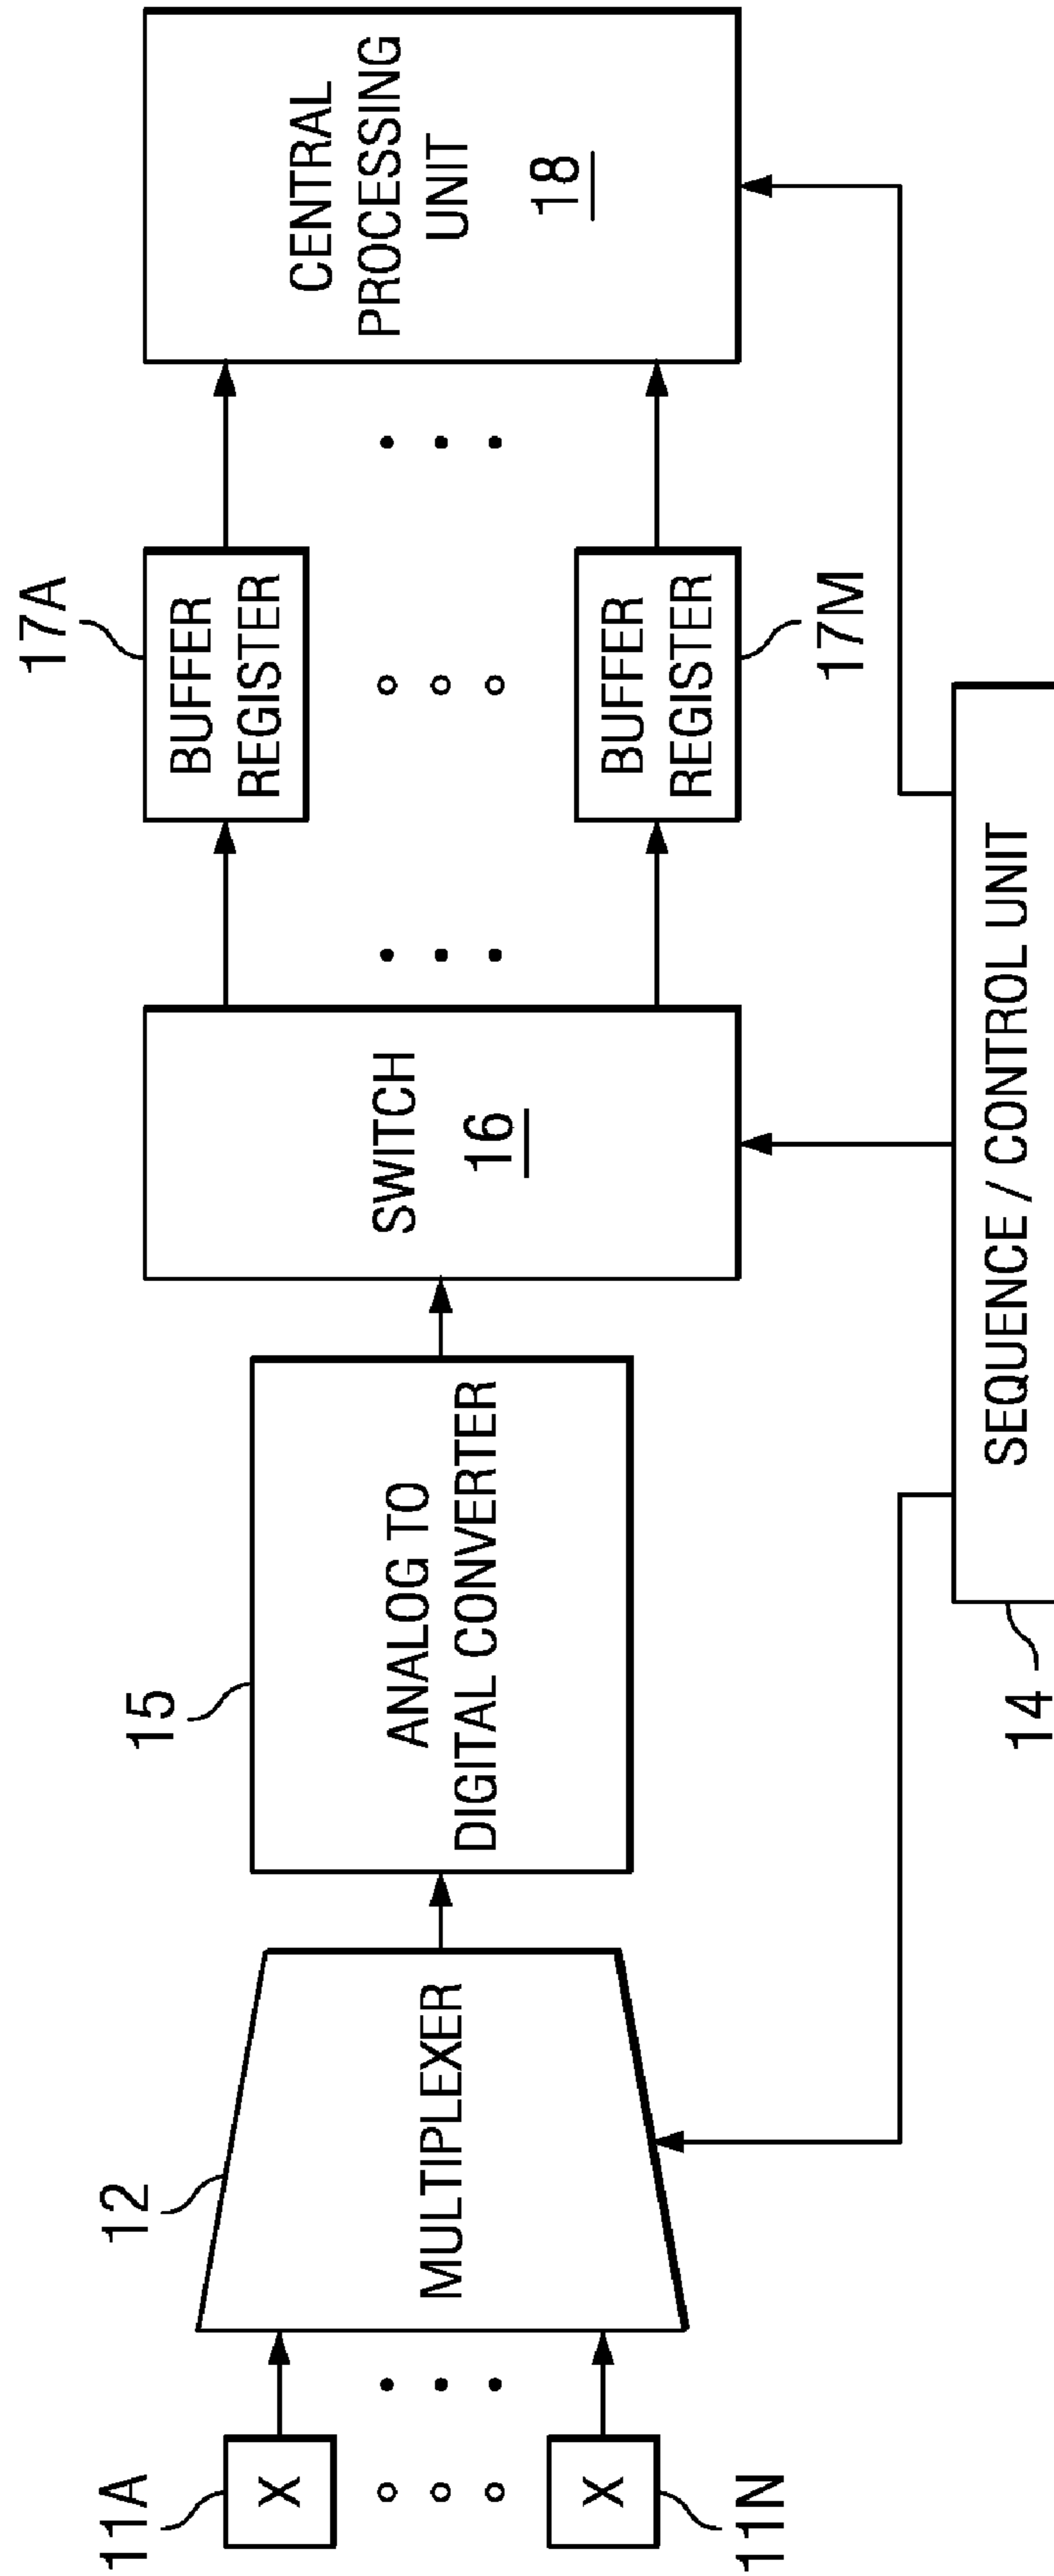 11A
X
11N
X
12
MULTIPLEXER
15
ANALOG TO
DIGITAL CONVERTER
SWITCH
16
17A
BUFFER
REGISTER
BUFFER
REGISTER
17M
CENTRAL
PROCESSING
UNIT
18
14
SEQUENCE / CONTROL UNIT